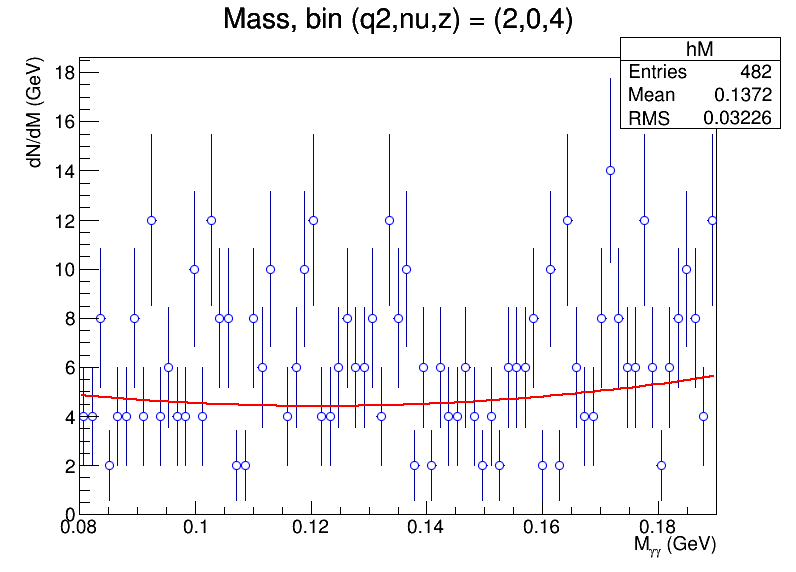 Mass, bin (q2,nu,z) = (2,0,4)
hM
Entries 482
Mean 0.1372
RMS 0.03226
dN/dM (GeV)
18
16
14
12
10
8
6
4
2
0
0.08 0.1 0.12 0.14 0.16 0.18
Mγγ (GeV)